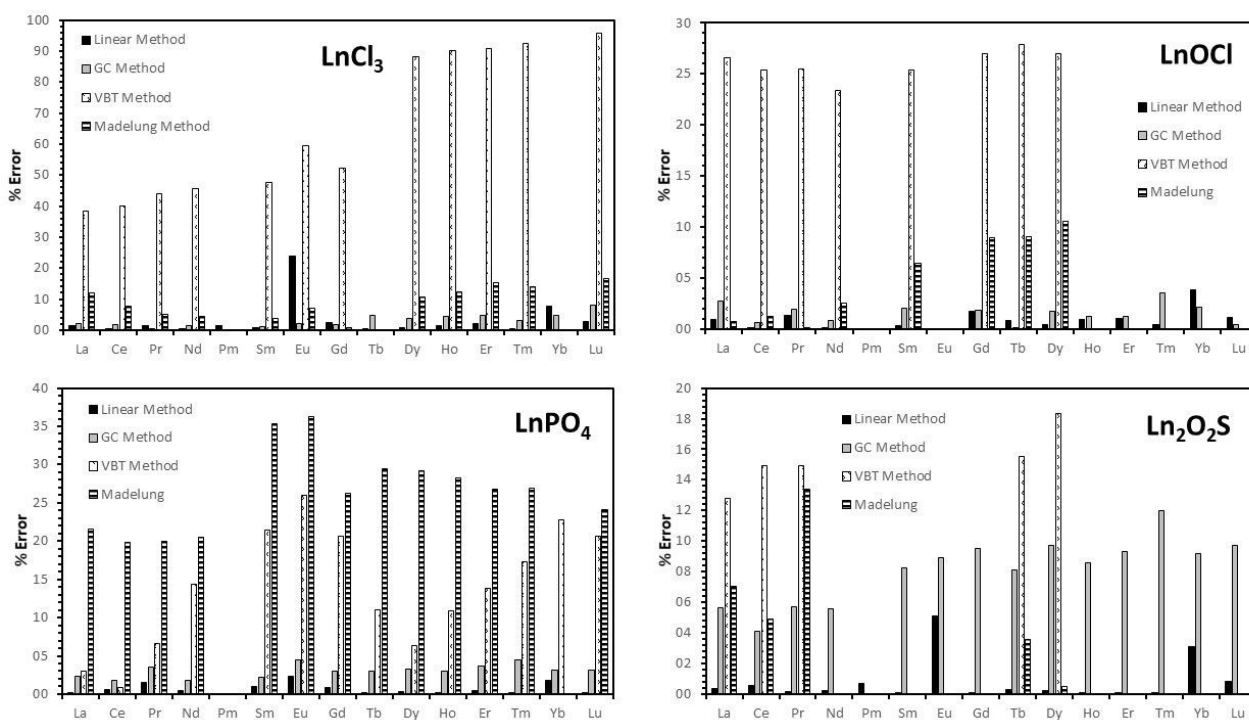 LnCl3
% Error
100
90
80
70
60
50
40
30
20
10
00
Linear Method
GC Method
VBT Method
Madelung Method
La Ce Pr Nd Pm Sm Eu Gd Tb Dy Ho Er Tm Yb Lu
LnOCl
% Error
30
25
20
15
10
05
00
Linear Method
GC Method
VBT Method
Madelung
La Ce Pr Nd Pm Sm Eu Gd Tb Dy Ho Er Tm Yb Lu
LnPO4
% Error
40
35
30
25
20
15
10
05
00
Linear Method
GC Method
VBT Method
Madelung
La Ce Pr Nd Pm Sm Eu Gd Tb Dy Ho Er Tm Yb Lu
Ln2O2S
% Error
20
18
16
14
12
10
08
06
04
02
00
Linear Method
GC Method
VBT Method
Madelung
La Ce Pr Nd Pm Sm Eu Gd Tb Dy Ho Er Tm Yb Lu